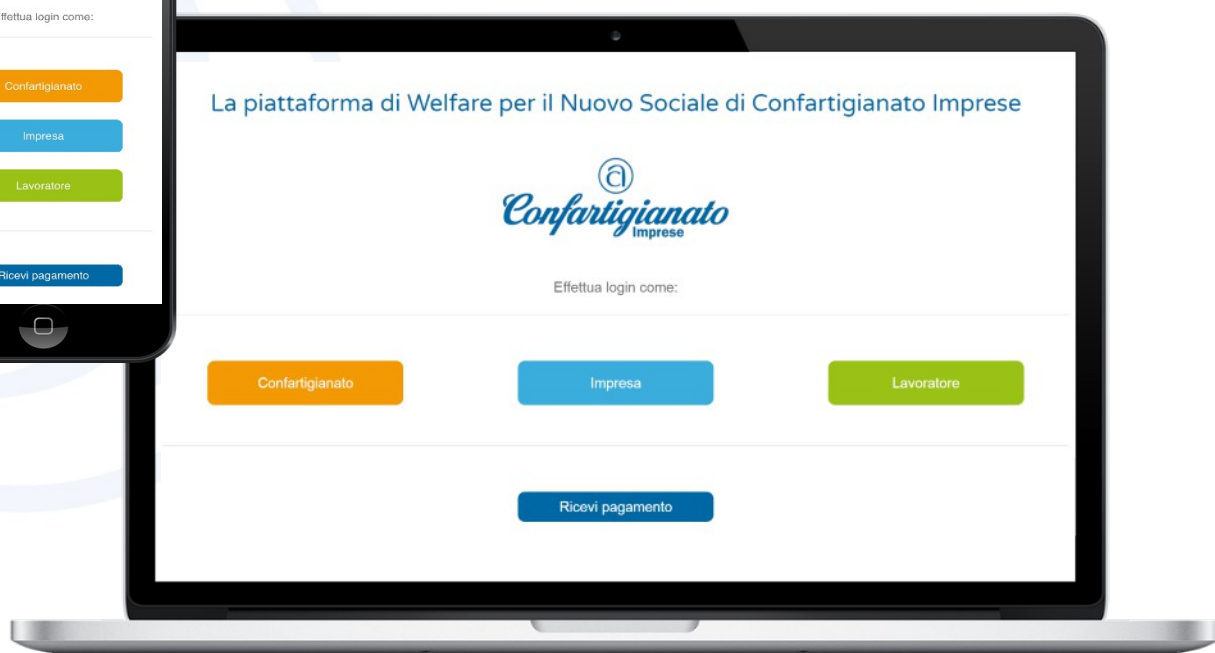 Effettua login come:
Confartigianato
Impresa
Lavoratore
Ricevi pagamento
La piattaforma di Welfare per il Nuovo Sociale di Confartigianato Imprese
Confartigianato
Imprese
Effettua login come:
Confartigianato
Impresa
Lavoratore
Ricevi pagamento